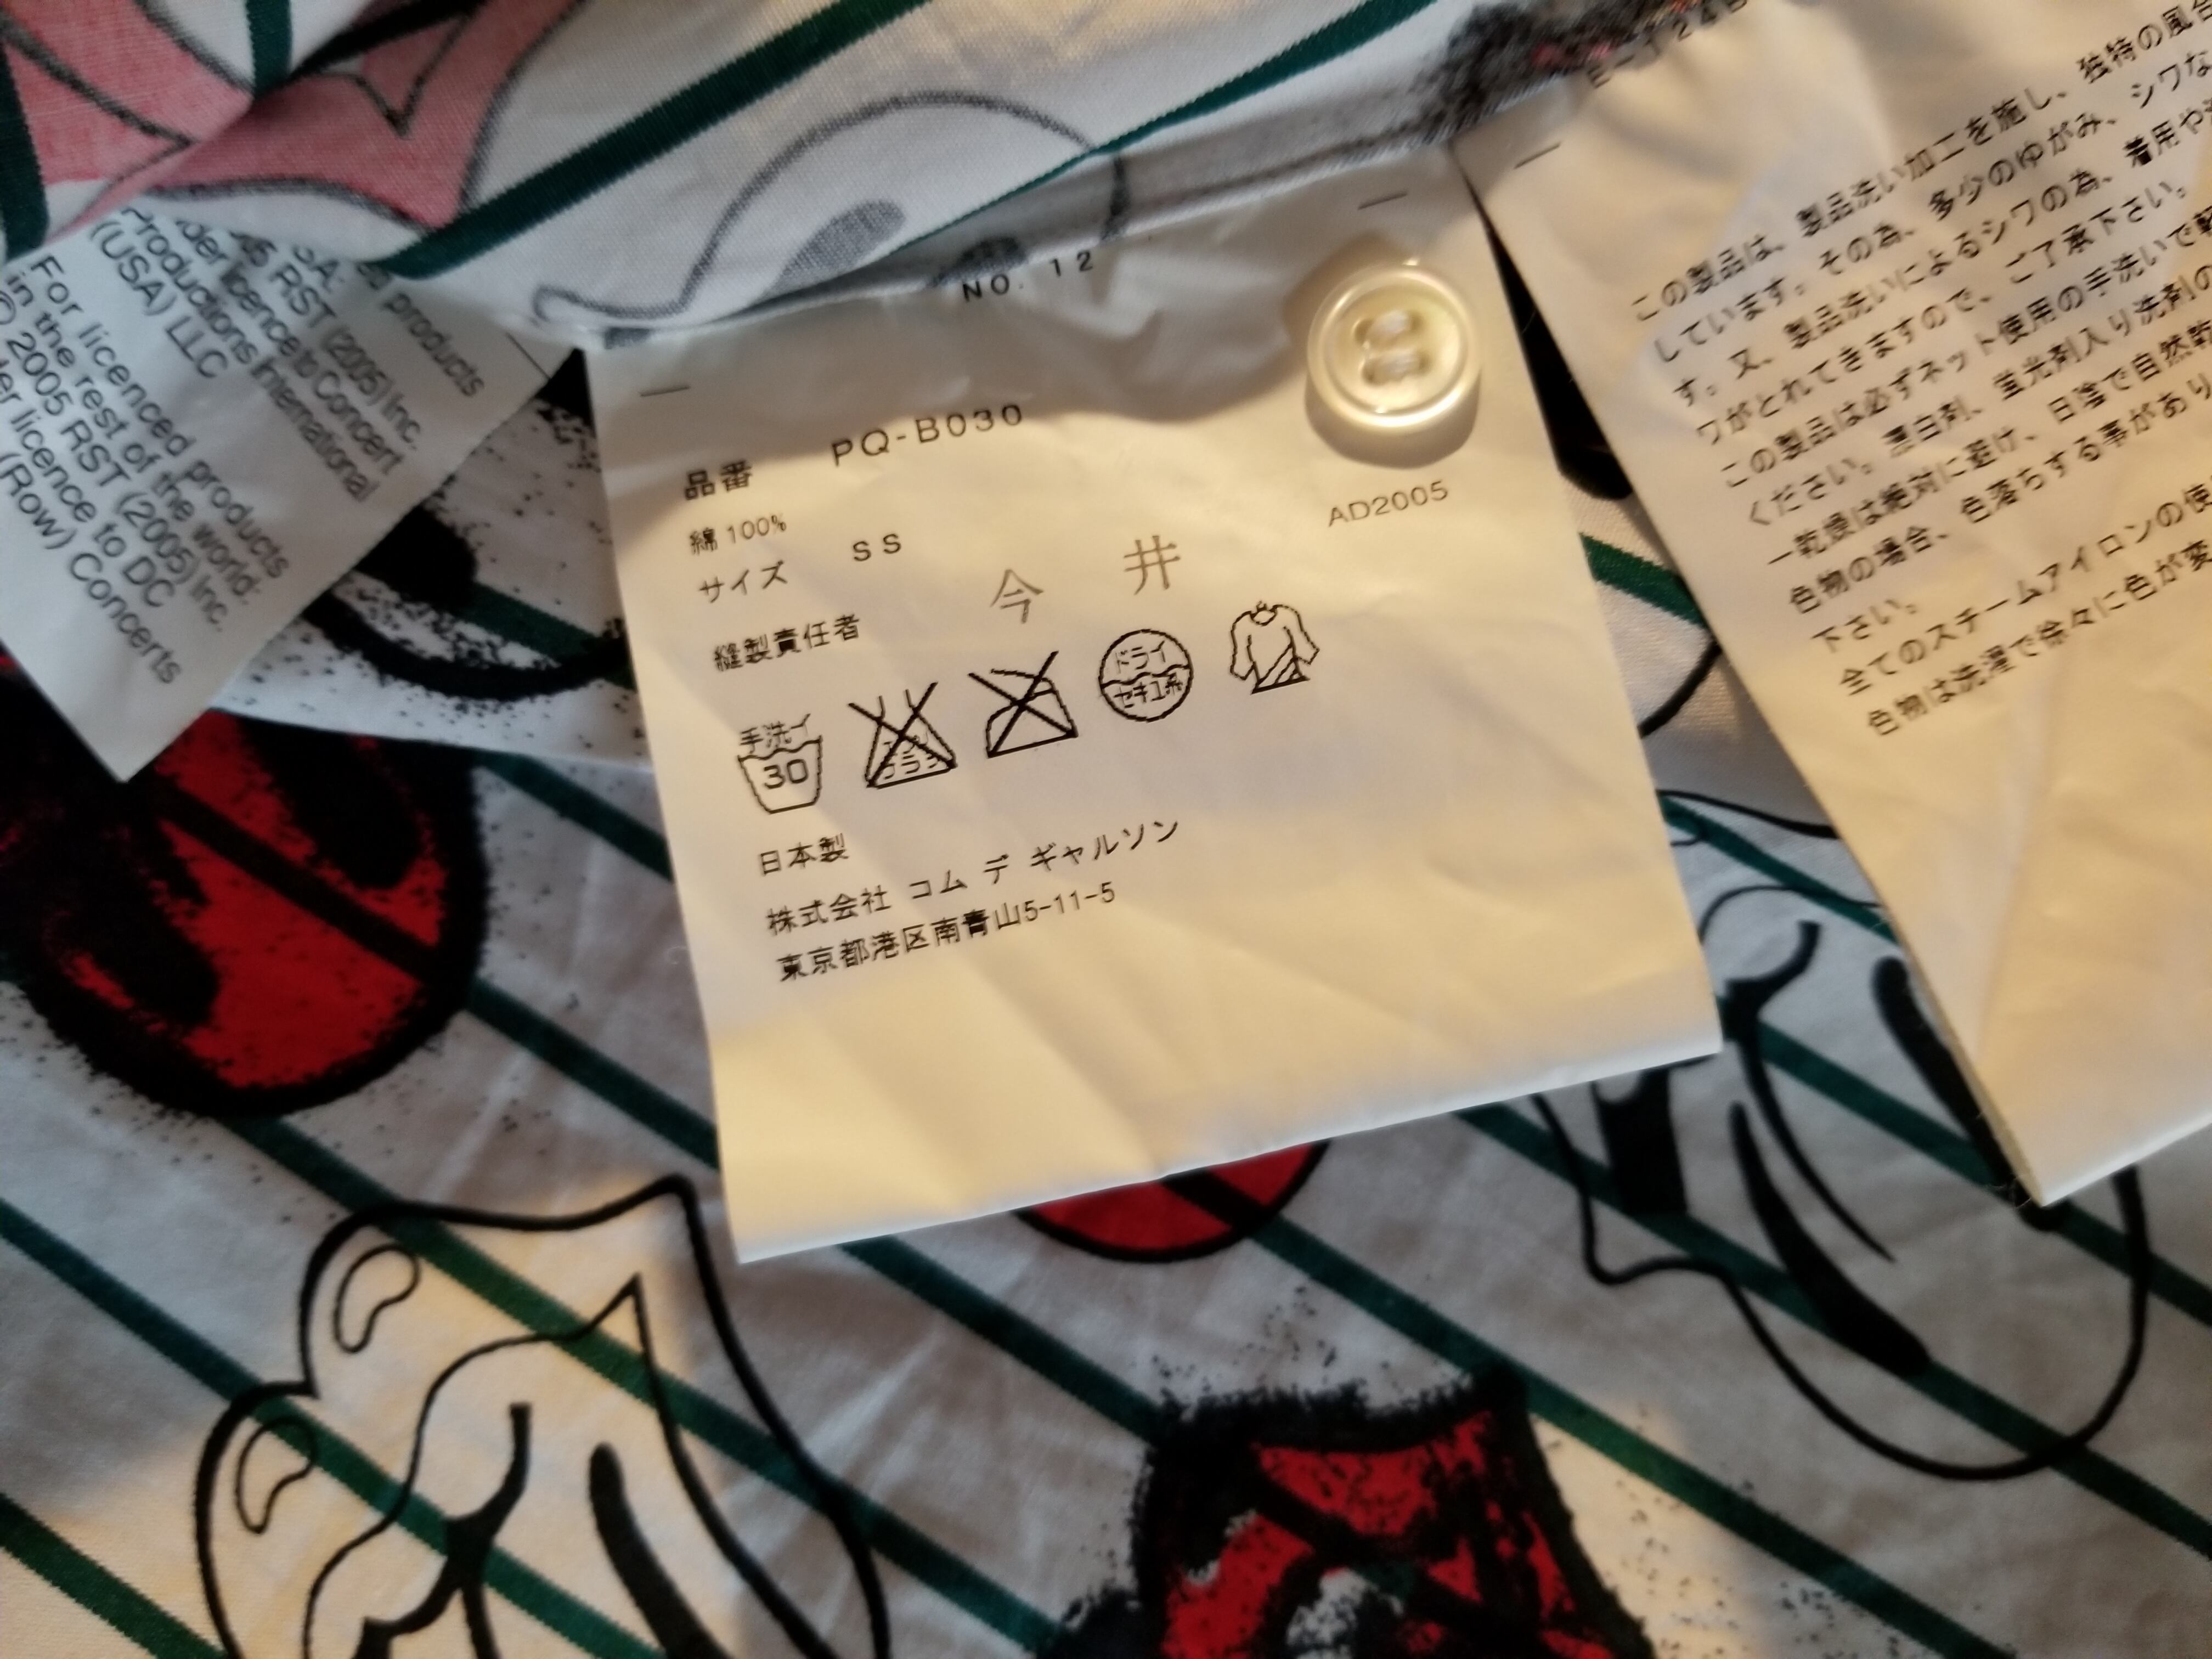 products
SA:
RST (2005) Inc.
licence to Concert
Productions International
(USA) LLC
For licenced products
in the rest of the world:
© 2005 RST (2005) Inc.
licence to DC
(Row) Concerts
NO. 12
品番 PQ-B030
AD2005
綿 100%
サイズ SS
縫製責任者 今 井
手洗イ
30
ドライ
セキユ系
日本製
株式会社 コム デ ギャルソン
東京都港区南青山5-11-5
この製品は、製品洗い加工を施し、独特の風合
しています。その為、多少のゆがみ、シワな
す。又、製品洗いによるシワの為、着用や
ワがとれてきますので、ご了承下さい。
この製品は必ずネット使用の手洗いで
ください。漂白剤、蛍光剤入り洗剤の
ー乾燥は絶対に避け、日陰で自然乾
色物の場合、色落ちする事があり
下さい。
全てのスチームアイロンの使
色物は洗濯で徐々に色が変